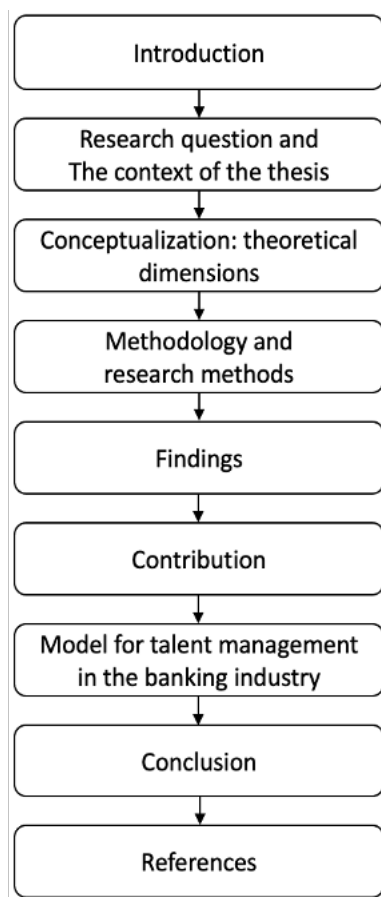 Introduction
Research question and
The context of the thesis
Conceptualization: theoretical
dimensions
Methodology and
research methods
Findings
Contribution
Model for talent management
in the banking industry
Conclusion
References